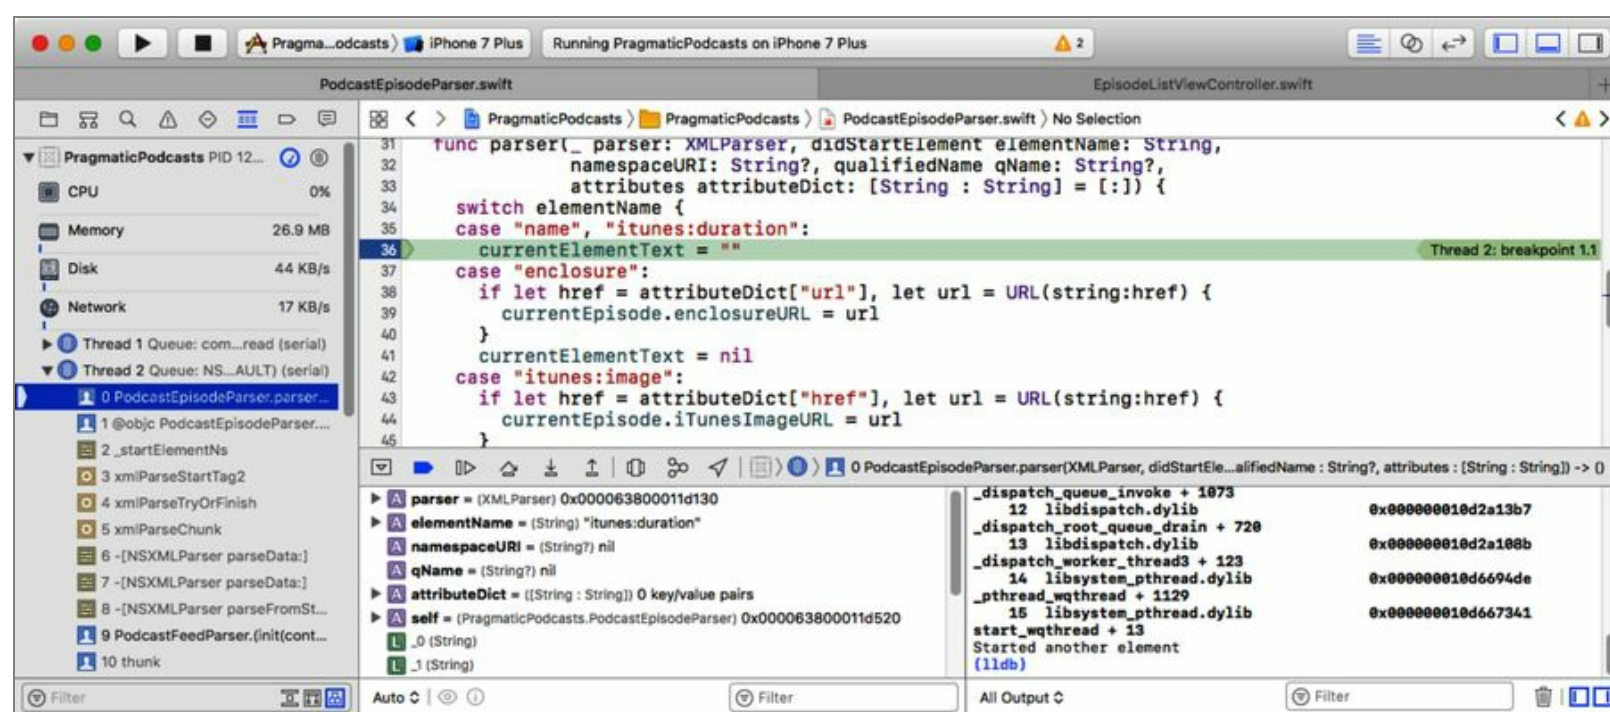 Pragma...odcasts iPhone 7 Plus Running PragmaticPodcasts on iPhone 7 Plus 2
PodcastEpisodeParser.swift EpisodeListViewController.swift
PragmaticPodcasts PragmaticPodcasts PodcastEpisodeParser.swift No Selection
PragmaticPodcasts PID 12...
CPU 0%
Memory 26.9 MB
Disk 44 KB/s
Network 17 KB/s
Thread 1 Queue: com...read (serial)
Thread 2 Queue: NS...AULT) (serial)
0 PodcastEpisodeParser.parser...
1 @objc PodcastEpisodeParser....
2 _startElementNs
3 xmlParseStartTag2
4 xmlParseTryOrFinish
5 xmlParseChunk
6 -[NSXMLParser parseData:]
7 -[NSXMLParser parseData:]
8 -[NSXMLParser parseFromSt...
9 PodcastFeedParser.(init(cont...
10 thunk
Filter
31 func parser(_ parser: XMLParser, didStartElement elementName: String,
32 namespaceURI: String?, qualifiedName qName: String?,
33 attributes attributeDict: [String : String] = [:]) {
34 switch elementName {
35 case "name", "itunes:duration":
36 currentElementText = "" Thread 2: breakpoint 1.1
37 case "enclosure":
38 if let href = attributeDict["url"], let url = URL(string:href) {
39 currentEpisode.enclosureURL = url
40 }
41 currentElementText = nil
42 case "itunes:image":
43 if let href = attributeDict["href"], let url = URL(string:href) {
44 currentEpisode.iTunesImageURL = url
45 }
0 PodcastEpisodeParser.parser(XMLParser, didStartEle...alifiedName : String?, attributes : [String : String]) -> ()
parser = (XMLParser) 0x000063800011d130
elementName = (String) "itunes:duration"
namespaceURI = (String?) nil
qName = (String?) nil
attributeDict = ([String : String]) 0 key/value pairs
self = (PragmaticPodcasts.PodcastEpisodeParser) 0x000063800011d520
_0 (String)
_1 (String)
Auto Filter
_dispatch_queue_invoke + 1073
12 libdispatch.dylib 0x000000010d2a13b7
_dispatch_root_queue_drain + 720
13 libdispatch.dylib 0x000000010d2a108b
_dispatch_worker_thread3 + 123
14 libsystem_pthread.dylib 0x000000010d6694de
_pthread_wqthread + 1129
15 libsystem_pthread.dylib 0x000000010d667341
start_wqthread + 13
Started another element
(lldb)
All Output Filter